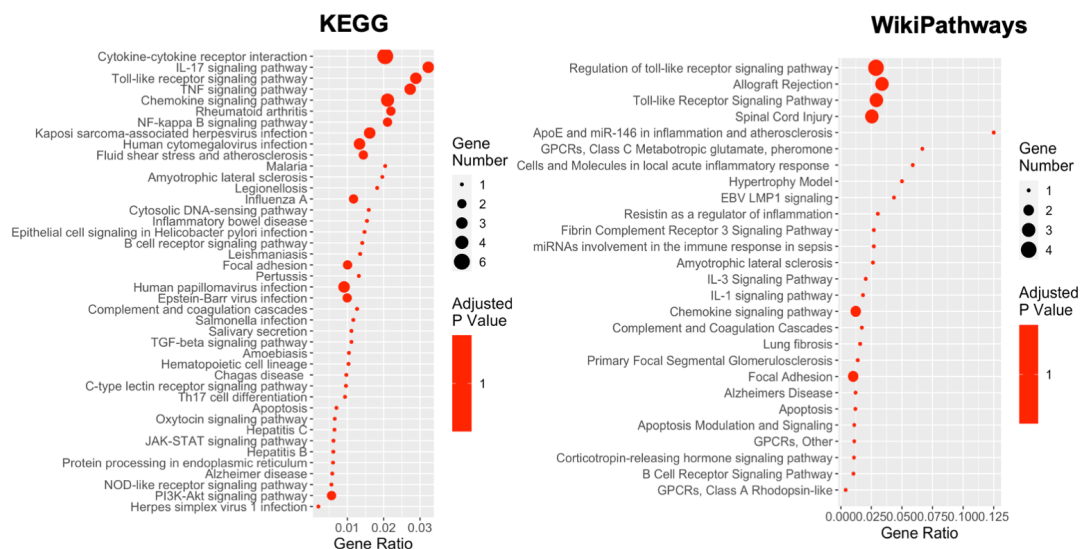 KEGG
Cytokine-cytokine receptor interaction
IL-17 signaling pathway
Toll-like receptor signaling pathway
TNF signaling pathway
Chemokine signaling pathway
Rheumatoid arthritis
NF-kappa B signaling pathway
Kaposi sarcoma-associated herpesvirus infection
Human cytomegalovirus infection
Fluid shear stress and atherosclerosis
Malaria
Amyotrophic lateral sclerosis
Legionellosis
Influenza A
Cytosolic DNA-sensing pathway
Inflammatory bowel disease
Epithelial cell signaling in Helicobacter pylori infection
B cell receptor signaling pathway
Leishmaniasis
Focal adhesion
Pertussis
Human papillomavirus infection
Epstein-Barr virus infection
Complement and coagulation cascades
Salmonella infection
Salivary secretion
TGF-beta signaling pathway
Amoebiasis
Hematopoietic cell lineage
Chagas disease
C-type lectin receptor signaling pathway
Th17 cell differentiation
Apoptosis
Oxytocin signaling pathway
Hepatitis C
JAK-STAT signaling pathway
Hepatitis B
Protein processing in endoplasmic reticulum
Alzheimer disease
NOD-like receptor signaling pathway
PI3K-Akt signaling pathway
Herpes simplex virus 1 infection
0.01 0.02 0.03
Gene Ratio
Gene
Number
1
2
3
4
6
Adjusted
P Value
1
WikiPathways
Regulation of toll-like receptor signaling pathway
Allograft Rejection
Toll-like Receptor Signaling Pathway
Spinal Cord Injury
ApoE and miR-146 in inflammation and atherosclerosis
GPCRs, Class C Metabotropic glutamate, pheromone
Cells and Molecules in local acute inflammatory response
Hypertrophy Model
EBV LMP1 signaling
Resistin as a regulator of inflammation
Fibrin Complement Receptor 3 Signaling Pathway
miRNAs involvement in the immune response in sepsis
Amyotrophic lateral sclerosis
IL-3 Signaling Pathway
IL-1 signaling pathway
Chemokine signaling pathway
Complement and Coagulation Cascades
Lung fibrosis
Primary Focal Segmental Glomerulosclerosis
Focal Adhesion
Alzheimers Disease
Apoptosis
Apoptosis Modulation and Signaling
GPCRs, Other
Corticotropin-releasing hormone signaling pathway
B Cell Receptor Signaling Pathway
GPCRs, Class A Rhodopsin-like
0.000 0.025 0.050 0.075 0.100 0.125
Gene Ratio
Gene
Number
1
2
3
4
Adjusted
P Value
1